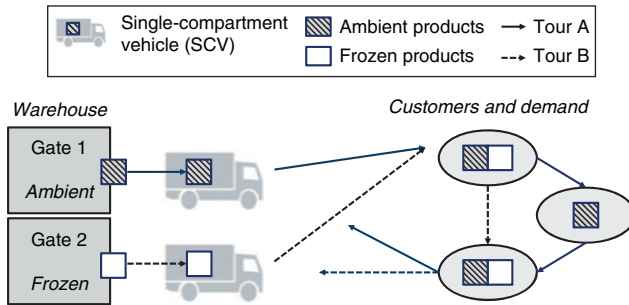 Single-compartment
vehicle (SCV)
Ambient products
Frozen products
Tour A
Tour B
Warehouse
Customers and demand
Gate 1
Ambient
Gate 2
Frozen